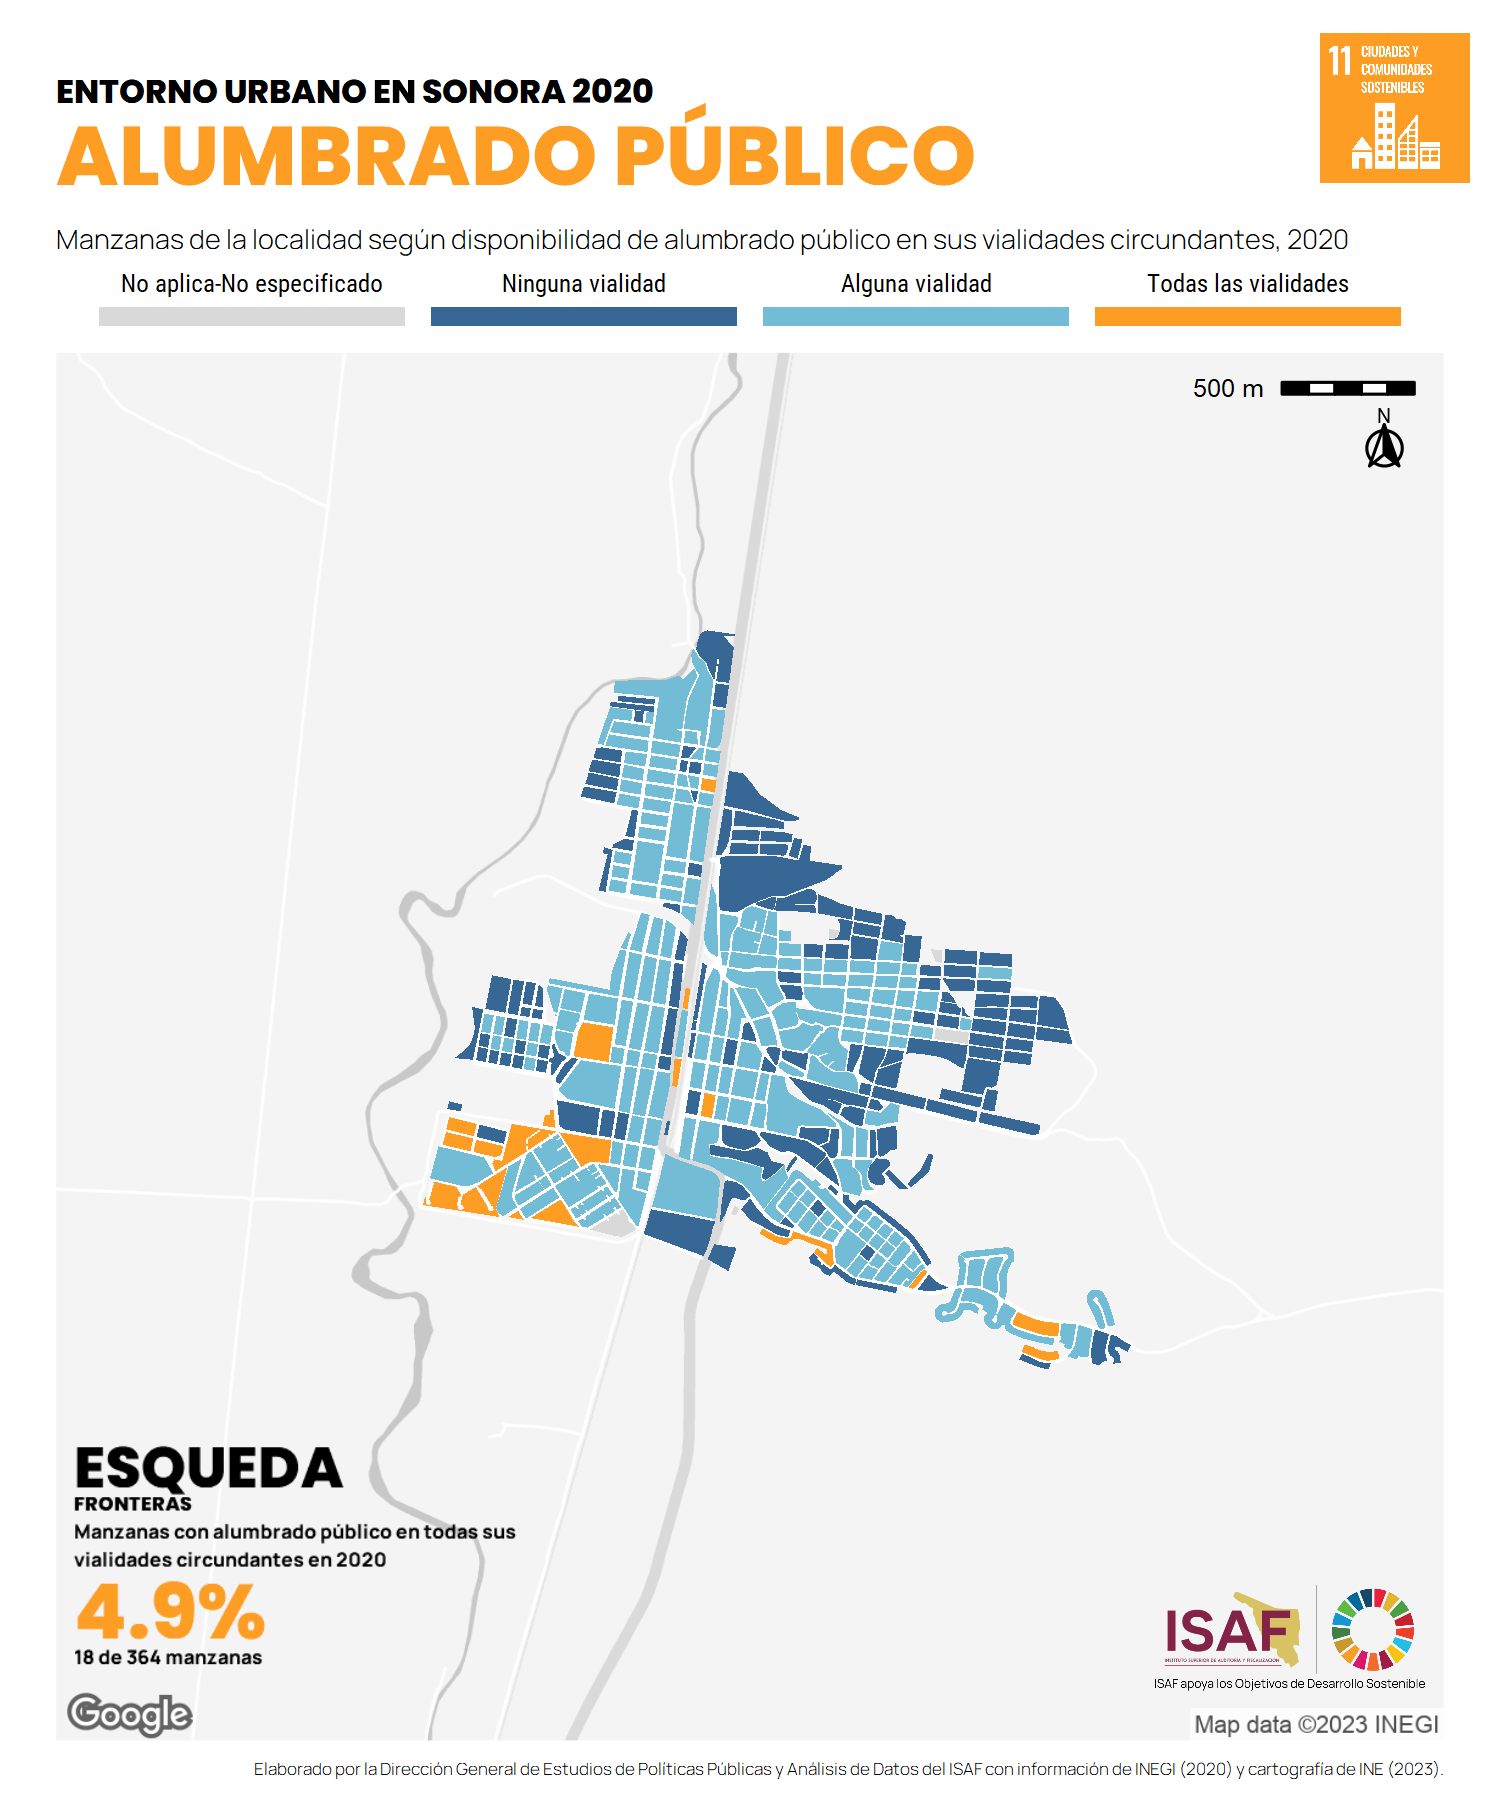 11 CIUDADES Y
COMUNIDADES
SOSTENIBLES
ENTORNO URBANO EN SONORA 2020
ALUMBRADO PÚBLICO
Manzanas de la localidad según disponibilidad de alumbrado público en sus vialidades circundantes, 2020
No aplica-No especificado
Ninguna vialidad
Alguna vialidad
Todas las vialidades
500 m
N
ESQUEDA
FRONTERAS
Manzanas con alumbrado público en todas sus
vialidades circundantes en 2020
4.9%
18 de 364 manzanas
Google
ISAF
INSTITUTO SUPERIOR DE AUDITORÍA Y FISCALIZACIÓN
ISAF apoya los Objetivos de Desarrollo Sostenible
Map data ©2023 INEGI
Elaborado por la Dirección General de Estudios de Políticas Públicas y Análisis de Datos del ISAF con información de INEGI (2020) y cartografía de INE (2023).